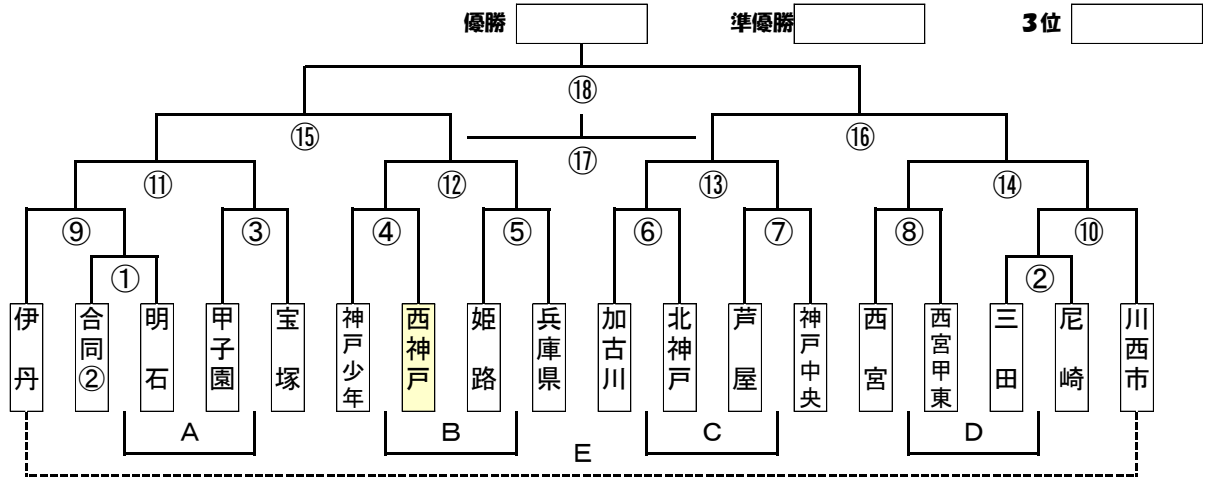 優勝 準優勝 3位
⑱
⑮ ⑯
⑰
⑪ ⑫ ⑬ ⑭
⑨ ③ ④ ⑤ ⑥ ⑦ ⑧ ⑩
① ②
伊丹
合同②
明石
甲子園
宝塚
神戸少年
西神戸
姫路
兵庫県
加古川
北神戸
芦屋
神戸中央
西宮
西宮甲東
三田
尼崎
川西市
A B C D
E